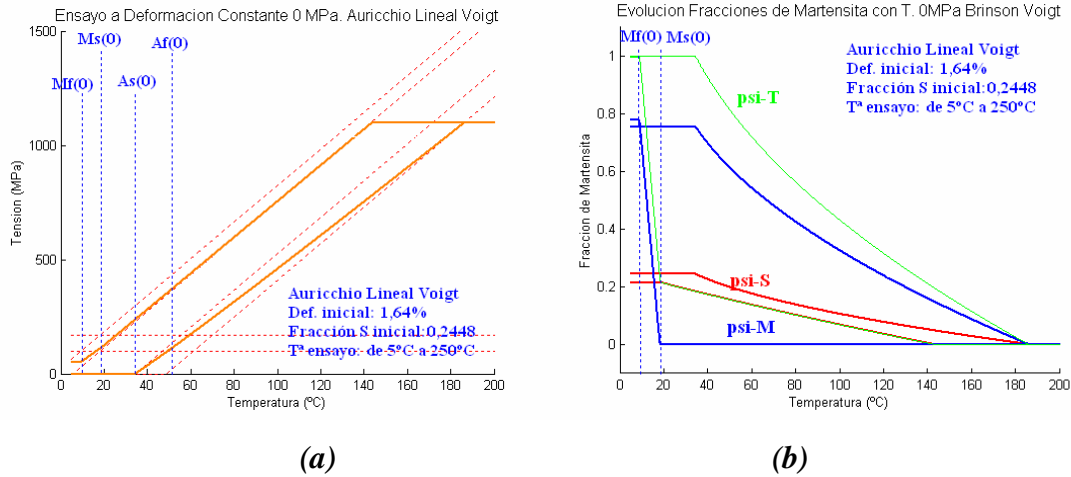 Ensayo a Deformacion Constante 0 MPa. Auricchio Lineal Voigt
Ms(0)
Af(0)
Mf(0)
As(0)
1500
1000
500
0
Tension (MPa)
Auricchio Lineal Voigt
Def. inicial: 1,64%
Fracción S inicial:0,2448
Tª ensayo: de 5ºC a 250ºC
0 20 40 60 80 100 120 140 160 180 200
Temperatura (ºC)
(a)
Evolucion Fracciones de Martensita con T. 0MPa Brinson Voigt
Mf(0) Ms(0)
Auricchio Lineal Voigt
Def. inicial: 1,64%
Fracción S inicial:0,2448
Tª ensayo: de 5ºC a 250ºC
psi-T
psi-S
psi-M
1
0.8
0.6
0.4
0.2
0
Fraccion de Martensita
0 20 40 60 80 100 120 140 160 180 200
Temperatura (ºC)
(b)